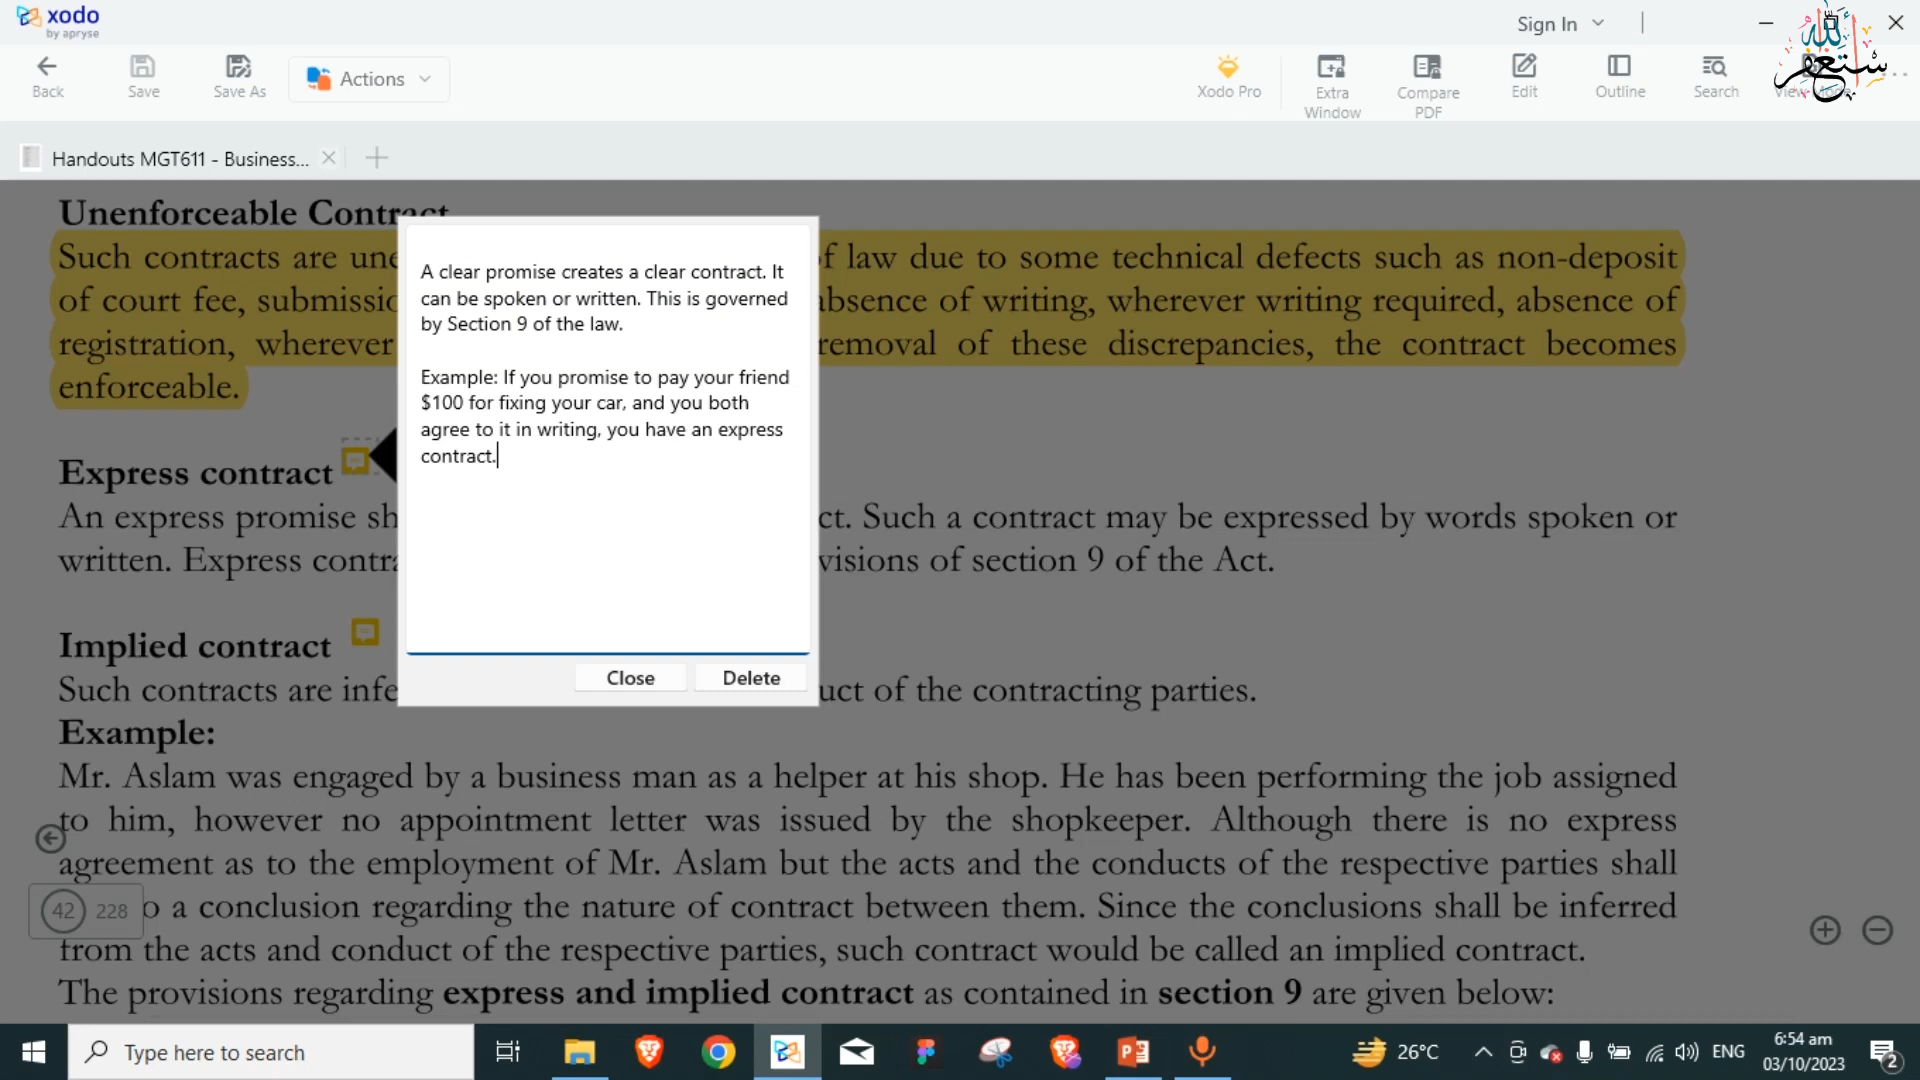 xodo
by apryse
Sign In
Back
Save
Save As
Actions
Xodo Pro
Extra
Window
Compare
PDF
Edit
Outline
Search
Handouts MGT611 - Business...
Unenforceable Contract
Such contracts are une
f law due to some technical defects such as non-deposit
of court fee, submissio
absence of writing, wherever writing required, absence of
registration, wherever
removal of these discrepancies, the contract becomes
enforceable.
A clear promise creates a clear contract. It
can be spoken or written. This is governed
by Section 9 of the law.
Example: If you promise to pay your friend
$100 for fixing your car, and you both
agree to it in writing, you have an express
contract.
Close
Delete
Express contract
An express promise sh
ct. Such a contract may be expressed by words spoken or
written. Express contra
visions of section 9 of the Act.
Implied contract
Such contracts are infe
uct of the contracting parties.
Example:
Mr. Aslam was engaged by a business man as a helper at his shop. He has been performing the job assigned
to him, however no appointment letter was issued by the shopkeeper. Although there is no express
agreement as to the employment of Mr. Aslam but the acts and the conducts of the respective parties shall
o a conclusion regarding the nature of contract between them. Since the conclusions shall be inferred
from the acts and conduct of the respective parties, such contract would be called an implied contract.
The provisions regarding express and implied contract as contained in section 9 are given below:
42 228
Type here to search
26°C
ENG
6:54 am
03/10/2023
2